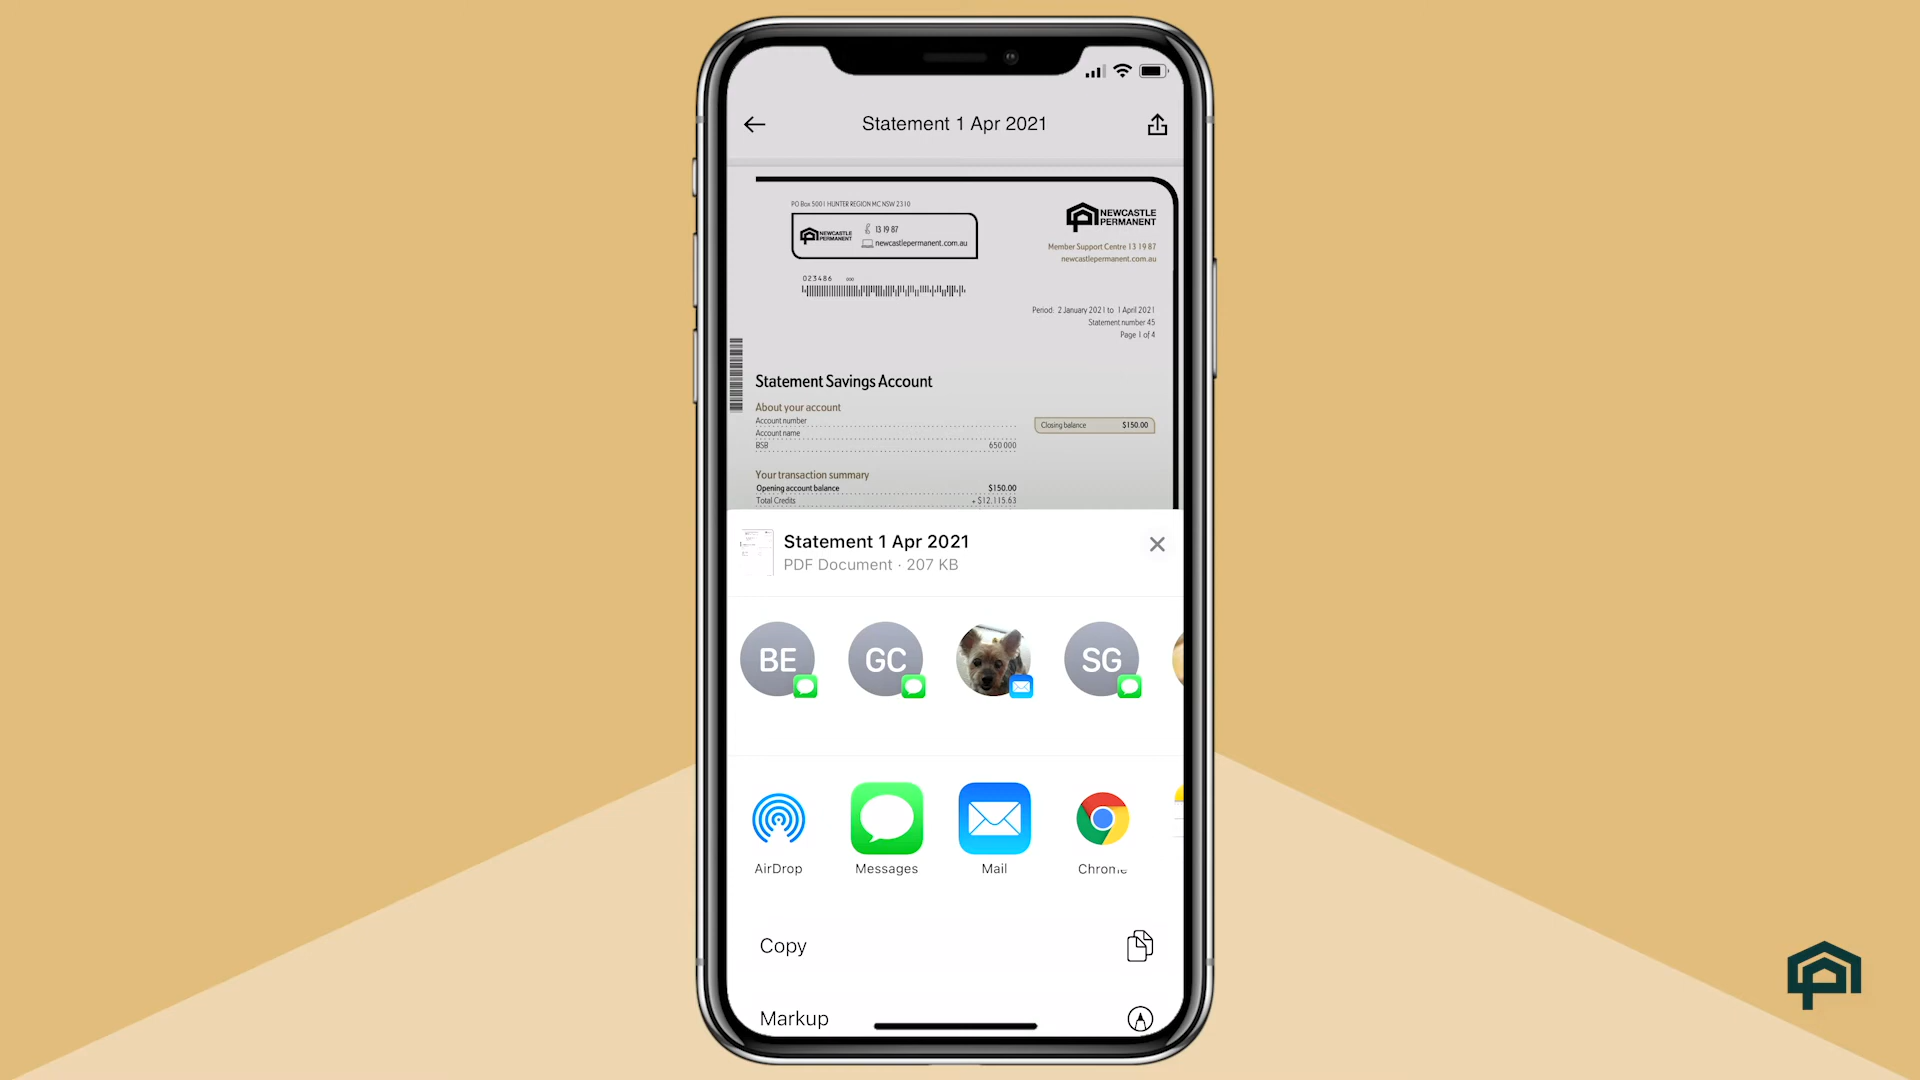 Statement 1 Apr 2021
PO Box 5001 HUNTER REGION MC NSW 2310
NEWCASTLE
PERMANENT
13 19 87
newcastlepermanent.com.au
NEWCASTLE
PERMANENT
Member Support Centre 13 19 87
newcastlepermanent.com.au
023486 000
Period: 2 January 2021 to 1 April 2021
Statement number 45
Page 1 of 4
Statement Savings Account
About your account
Account number
Account name
BSB 650 000
Closing balance $150.00
Your transaction summary
Opening account balance $150.00
Total Credits + $12,115.63
Statement 1 Apr 2021
PDF Document · 207 KB
BE GC SG
AirDrop Messages Mail Chrome
Copy
Markup